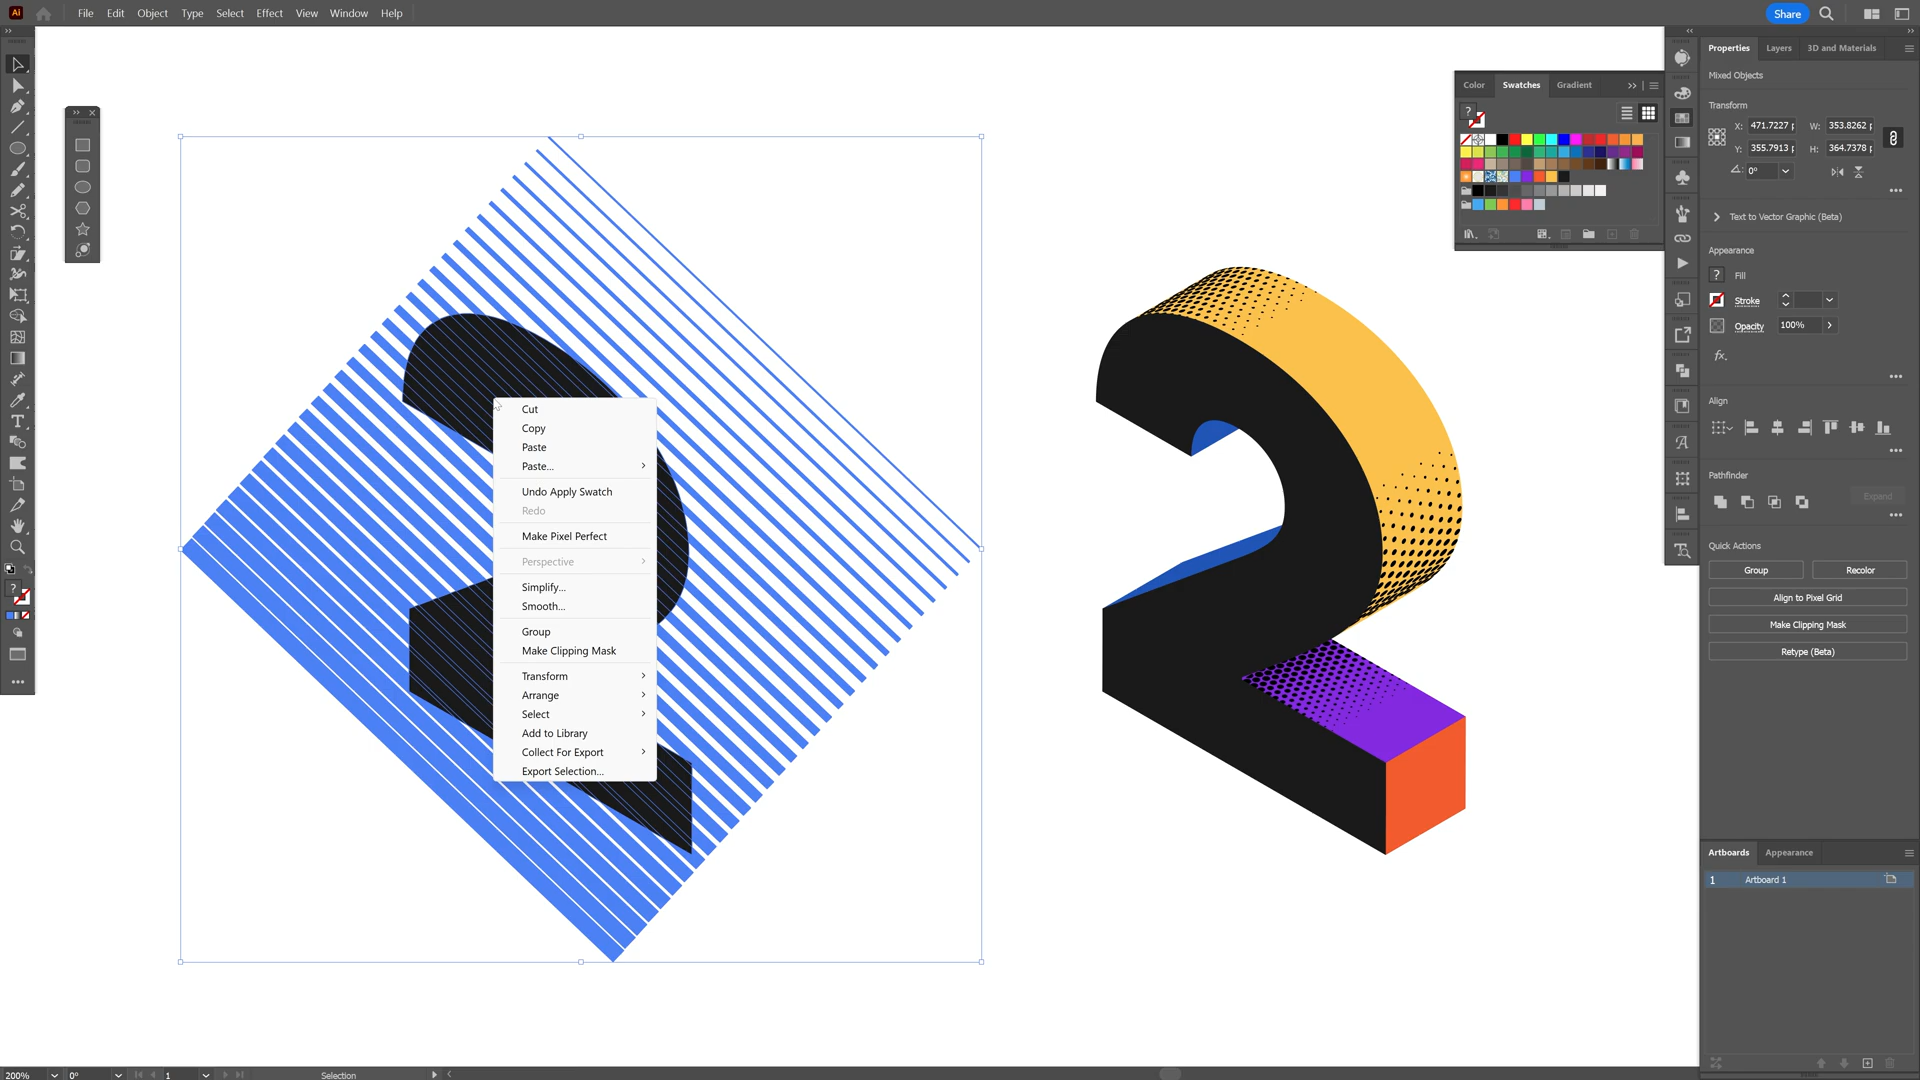 Ai
File Edit Object Type Select Effect View Window Help
Share
Properties Layers 3D and Materials
Mixed Objects
Transform
X: 471.7227 p W: 353.8262 p
Y: 355.7913 p H: 364.7378 p
0°
Text to Vector Graphic (Beta)
Appearance
? Fill
Stroke
Opacity 100%
fx.
Align
Pathfinder
Expand
Quick Actions
Group Recolor
Align to Pixel Grid
Make Clipping Mask
Retype (Beta)
Artboards Appearance
1 Artboard 1
Color Swatches Gradient
?
Cut
Copy
Paste
Paste...
Undo Apply Swatch
Redo
Make Pixel Perfect
Perspective
Simplify...
Smooth...
Group
Make Clipping Mask
Transform
Arrange
Select
Add to Library
Collect For Export
Export Selection...
2
?
200% 0° 1 Selection